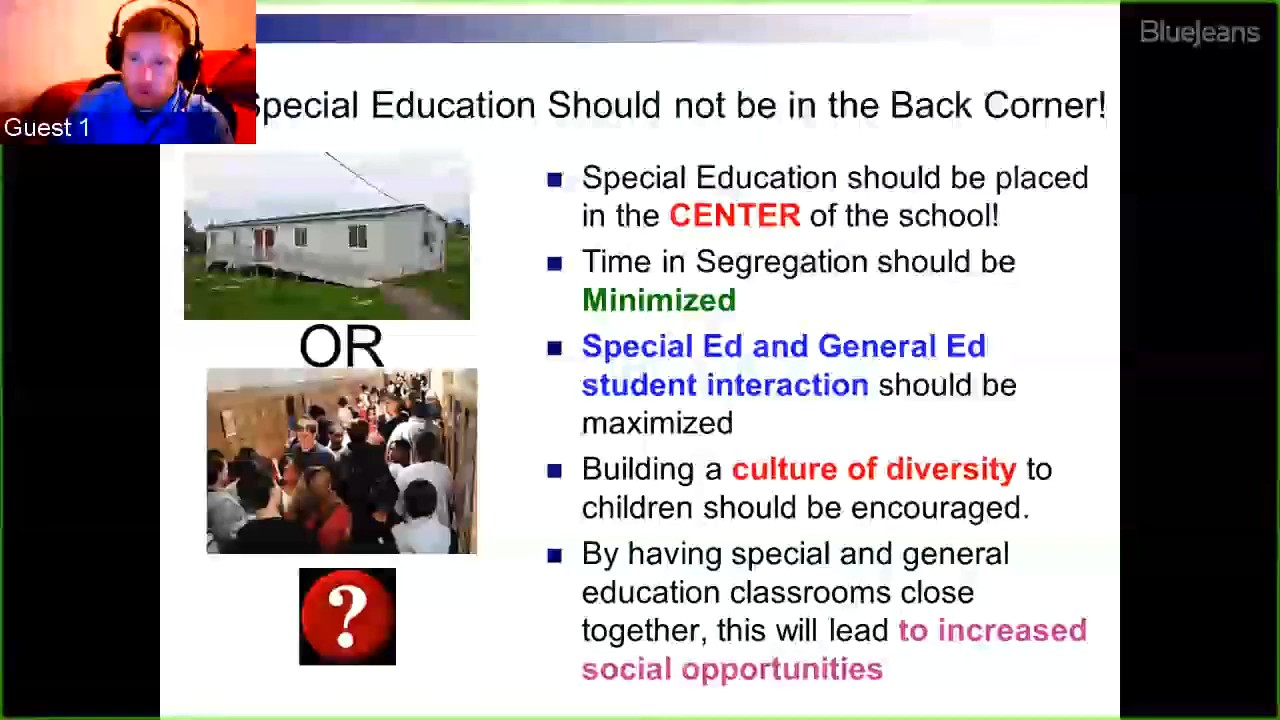 BlueJeans
Guest 1
Special Education Should not be in the Back Corner!
Special Education should be placed
in the CENTER of the school!
Time in Segregation should be
Minimized
OR
Special Ed and General Ed
student interaction should be
maximized
Building a culture of diversity to
children should be encouraged.
By having special and general
education classrooms close
together, this will lead to increased
social opportunities
?